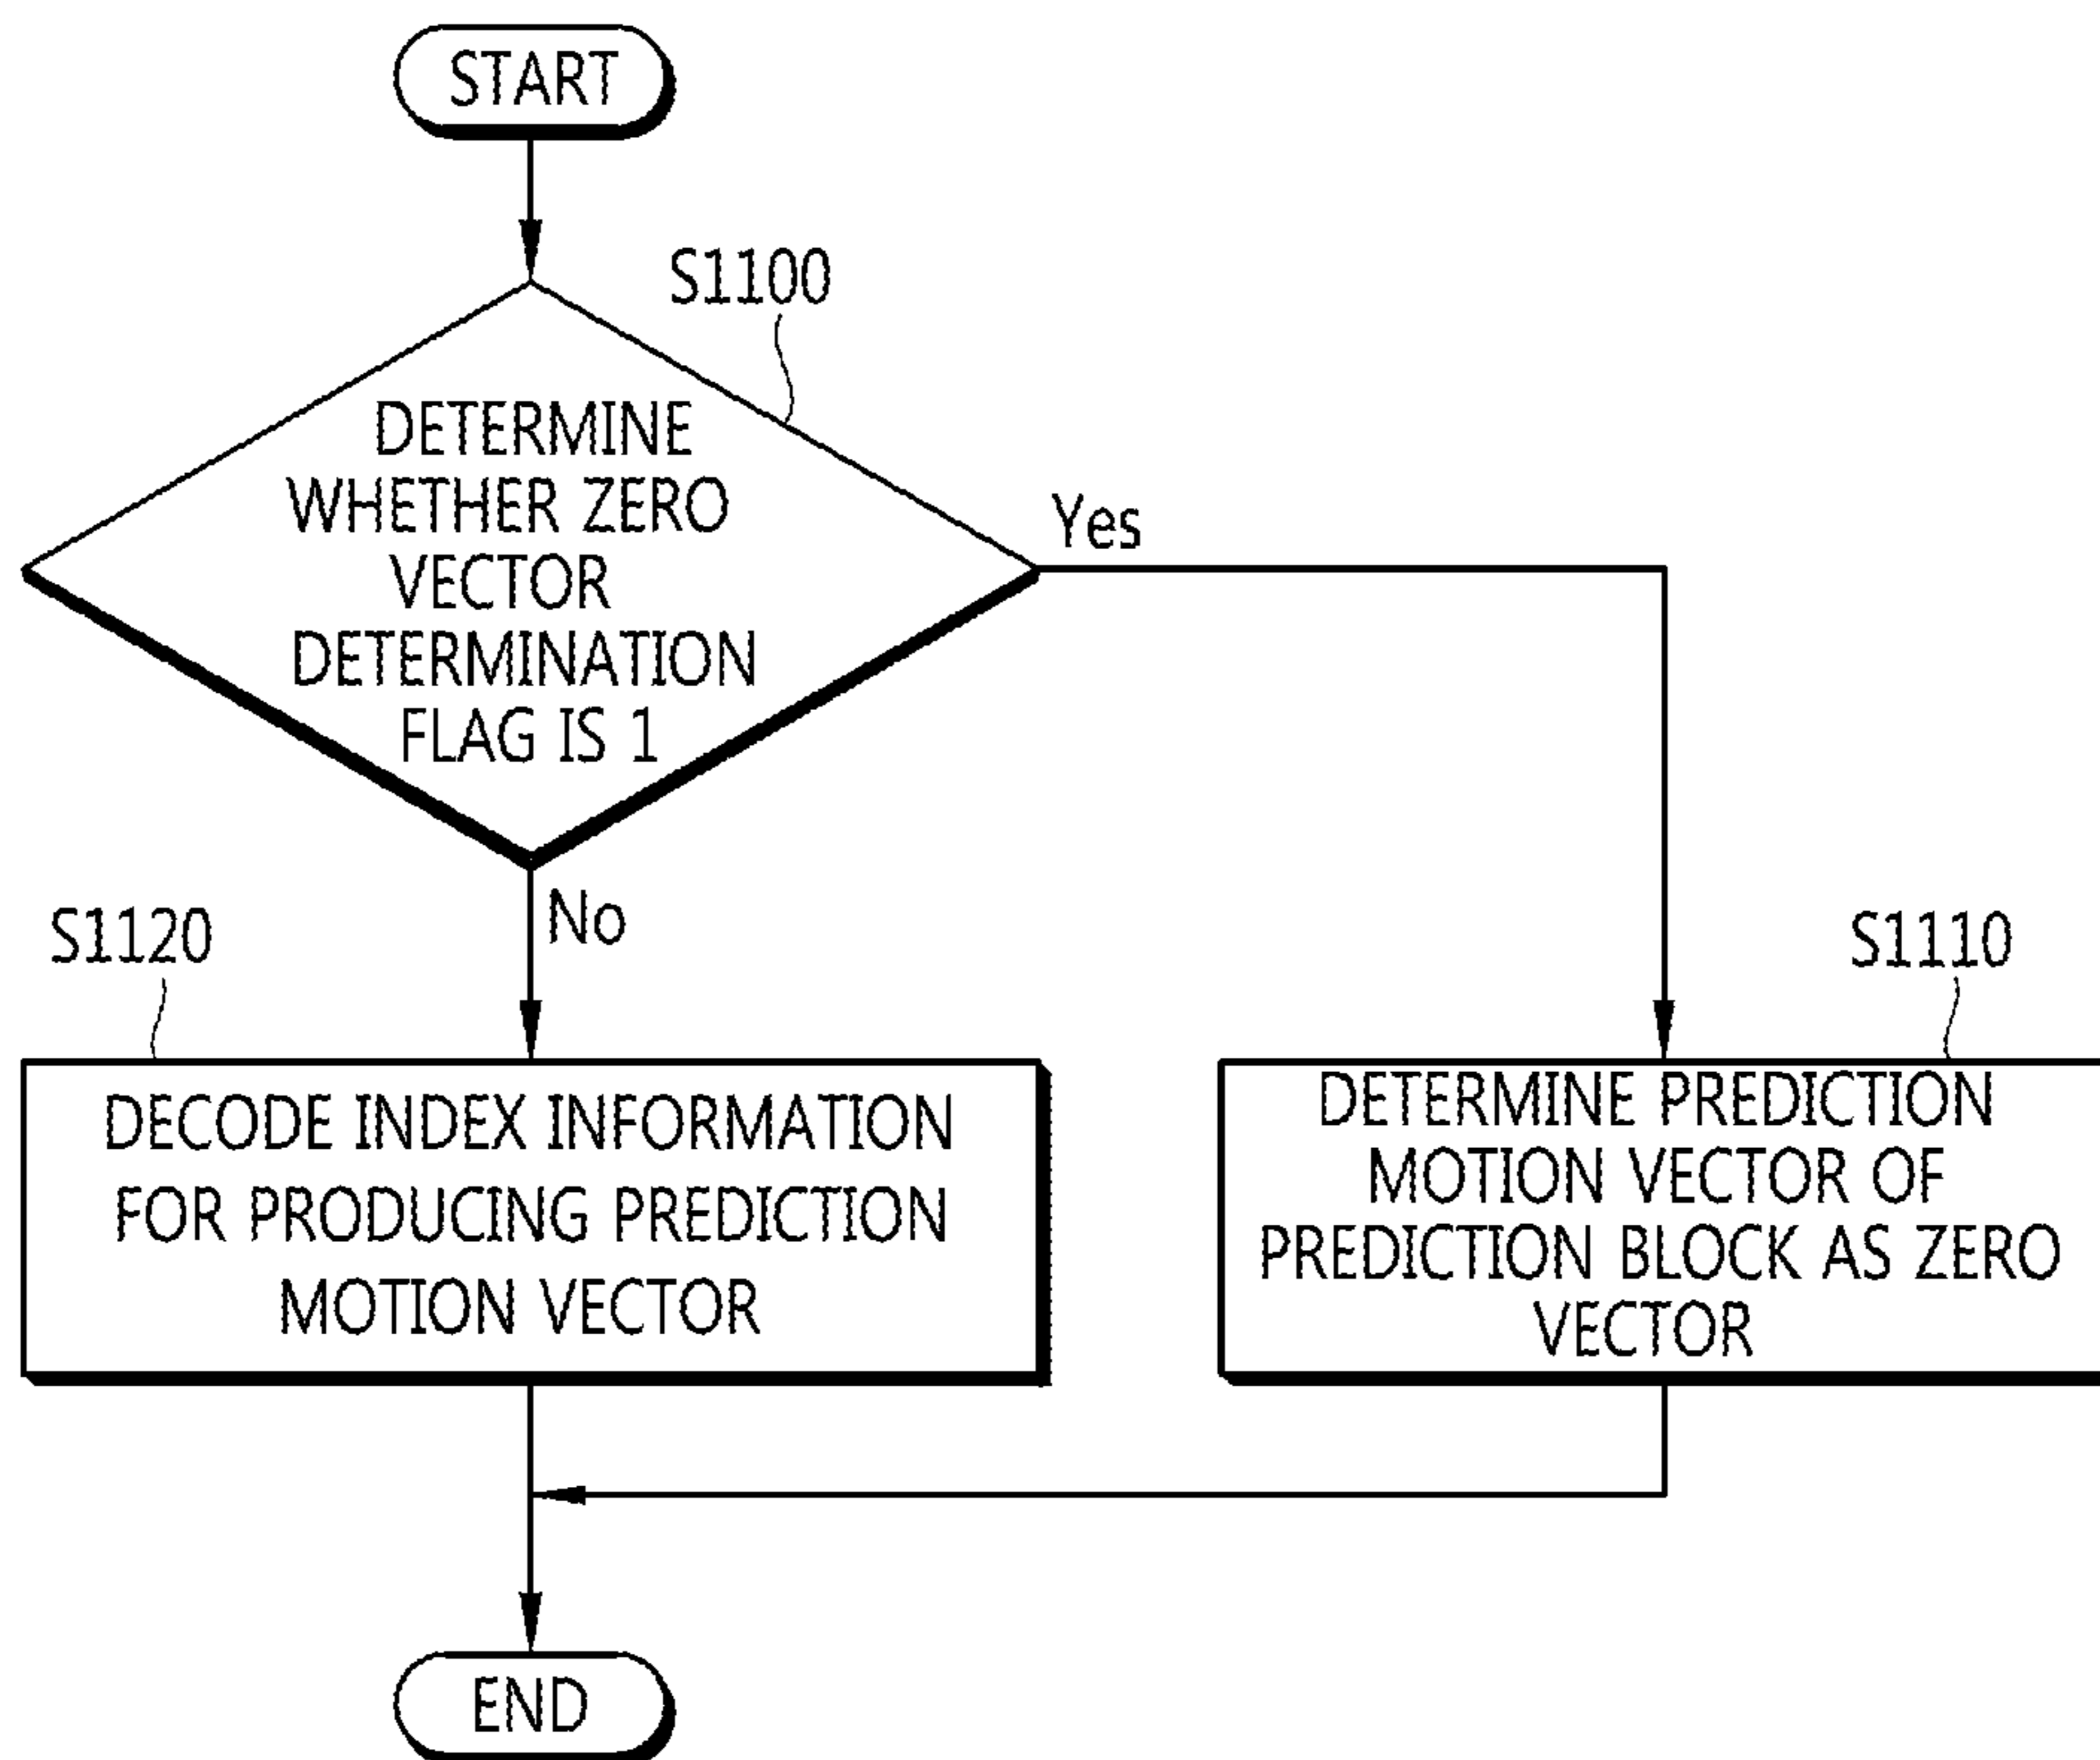 START
S1100
DETERMINE
WHETHER ZERO
VECTOR
DETERMINATION
FLAG IS 1
Yes
No
S1120
DECODE INDEX INFORMATION
FOR PRODUCING PREDICTION
MOTION VECTOR
S1110
DETERMINE PREDICTION
MOTION VECTOR OF
PREDICTION BLOCK AS ZERO
VECTOR
END